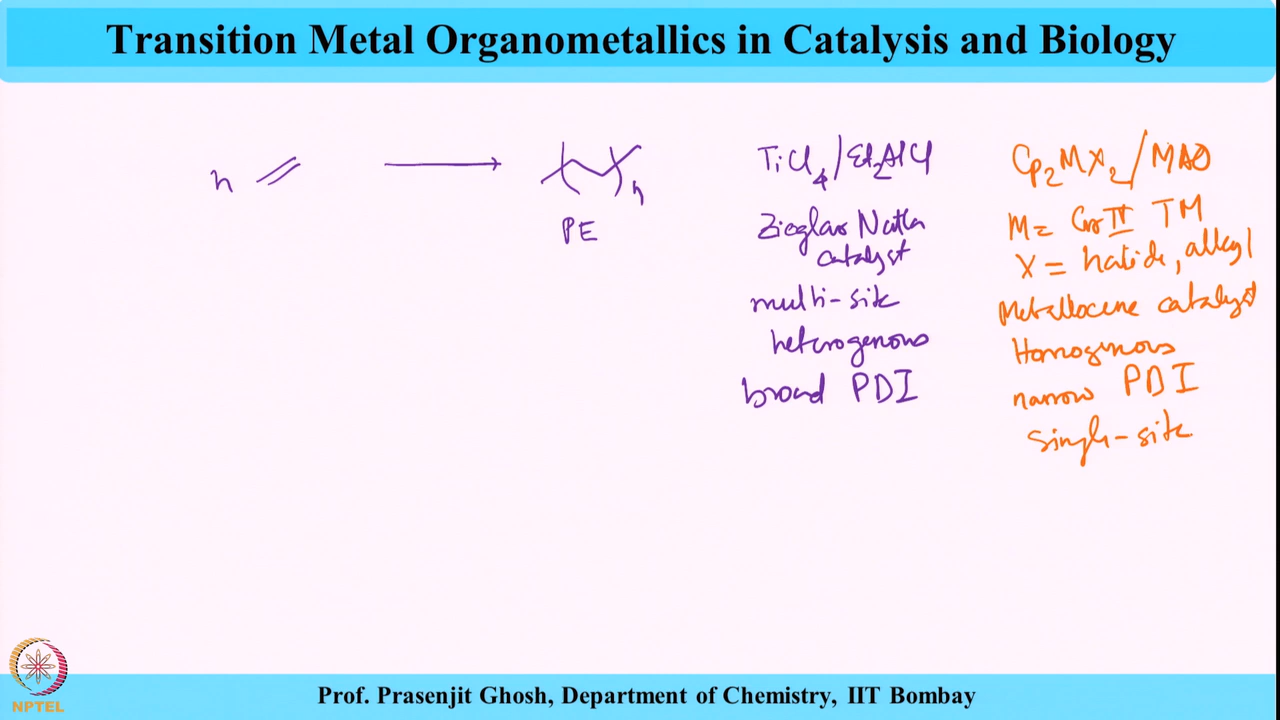 Transition Metal Organometallics in Catalysis and Biology
n
n
PE
TiCl4/Et2AlCl
Zieglar Natta
catalyst
multi-site
heterogenous
broad PDI
Cp2MX2/MAO
M = Gr IV TM
X = halide, alkyl
Metallocene catalyst
Homogenous
narrow PDI
Single-site
NPTEL
Prof. Prasenjit Ghosh, Department of Chemistry, IIT Bombay